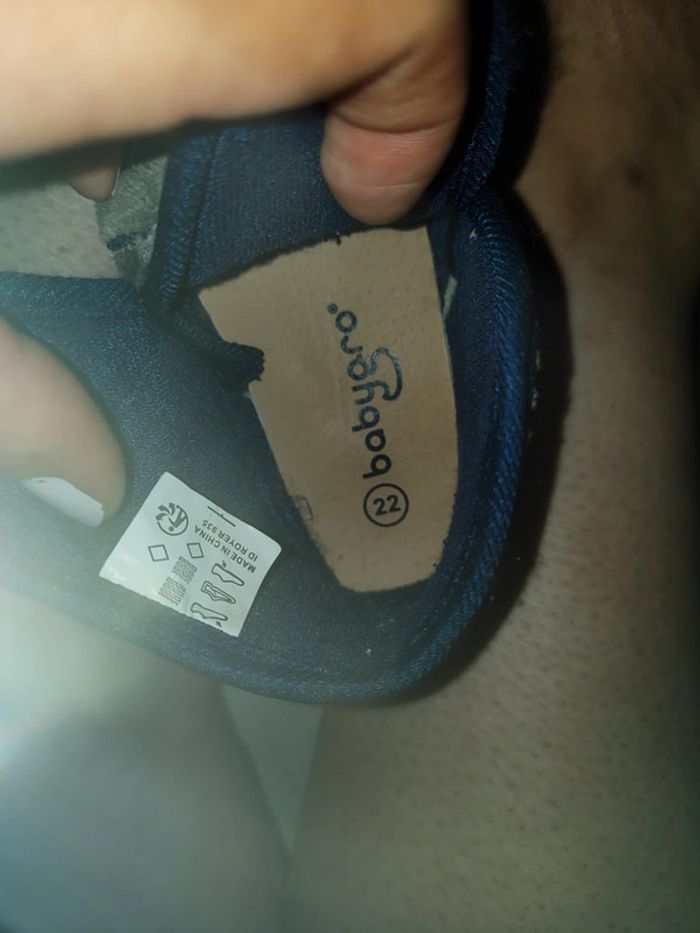 babygro®
22
MADE IN CHINA
ID ROYER 935